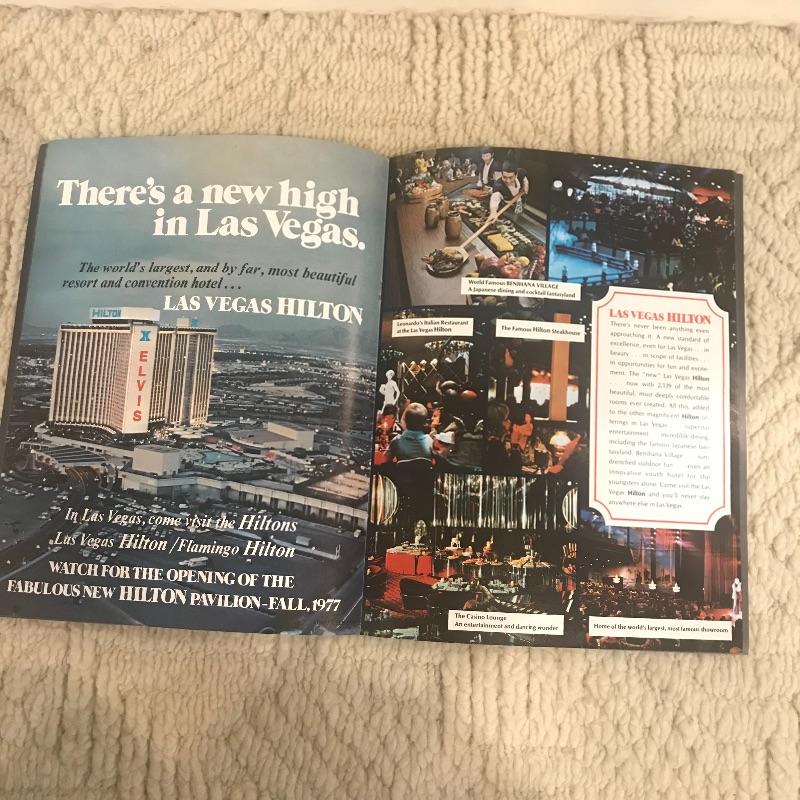 There's a new high
in Las Vegas.
The world's largest, and by far, most beautiful
resort and convention hotel...
LAS VEGAS HILTON
HILTON
ELVIS
In Las Vegas, come visit the Hiltons
Las Vegas Hilton / Flamingo Hilton
WATCH FOR THE OPENING OF THE
FABULOUS NEW HILTON PAVILION-FALL, 1977
World Famous BENIHANA VILLAGE
A Japanese dining and cocktail fantasyland
Leonardo's Italian Restaurant
at the Las Vegas Hilton
The Famous Hilton Steakhouse
LAS VEGAS HILTON
There's never been anything even
approaching it. A new standard of
excellence, even for Las Vegas . . in
beauty . . . in scope of facilities . .
in opportunities for fun and excite-
ment. The "new" Las Vegas Hilton
. . . now with 2,139 of the most
beautiful, most deeply comfortable
rooms ever created. All this, added
to the other magnificent Hilton of-
ferings in Las Vegas superstar
entertainment incredible dining,
including the famous Japanese fan-
tasyland, Benihana Village sun-
drenched outdoor fun even an
innovative youth hotel for the
youngsters alone. Come visit the Las
Vegas Hilton and you'll never stay
anywhere else in Las Vegas.
The Casino Lounge
An entertainment and dancing wonder
Home of the world's largest, most famous showroom